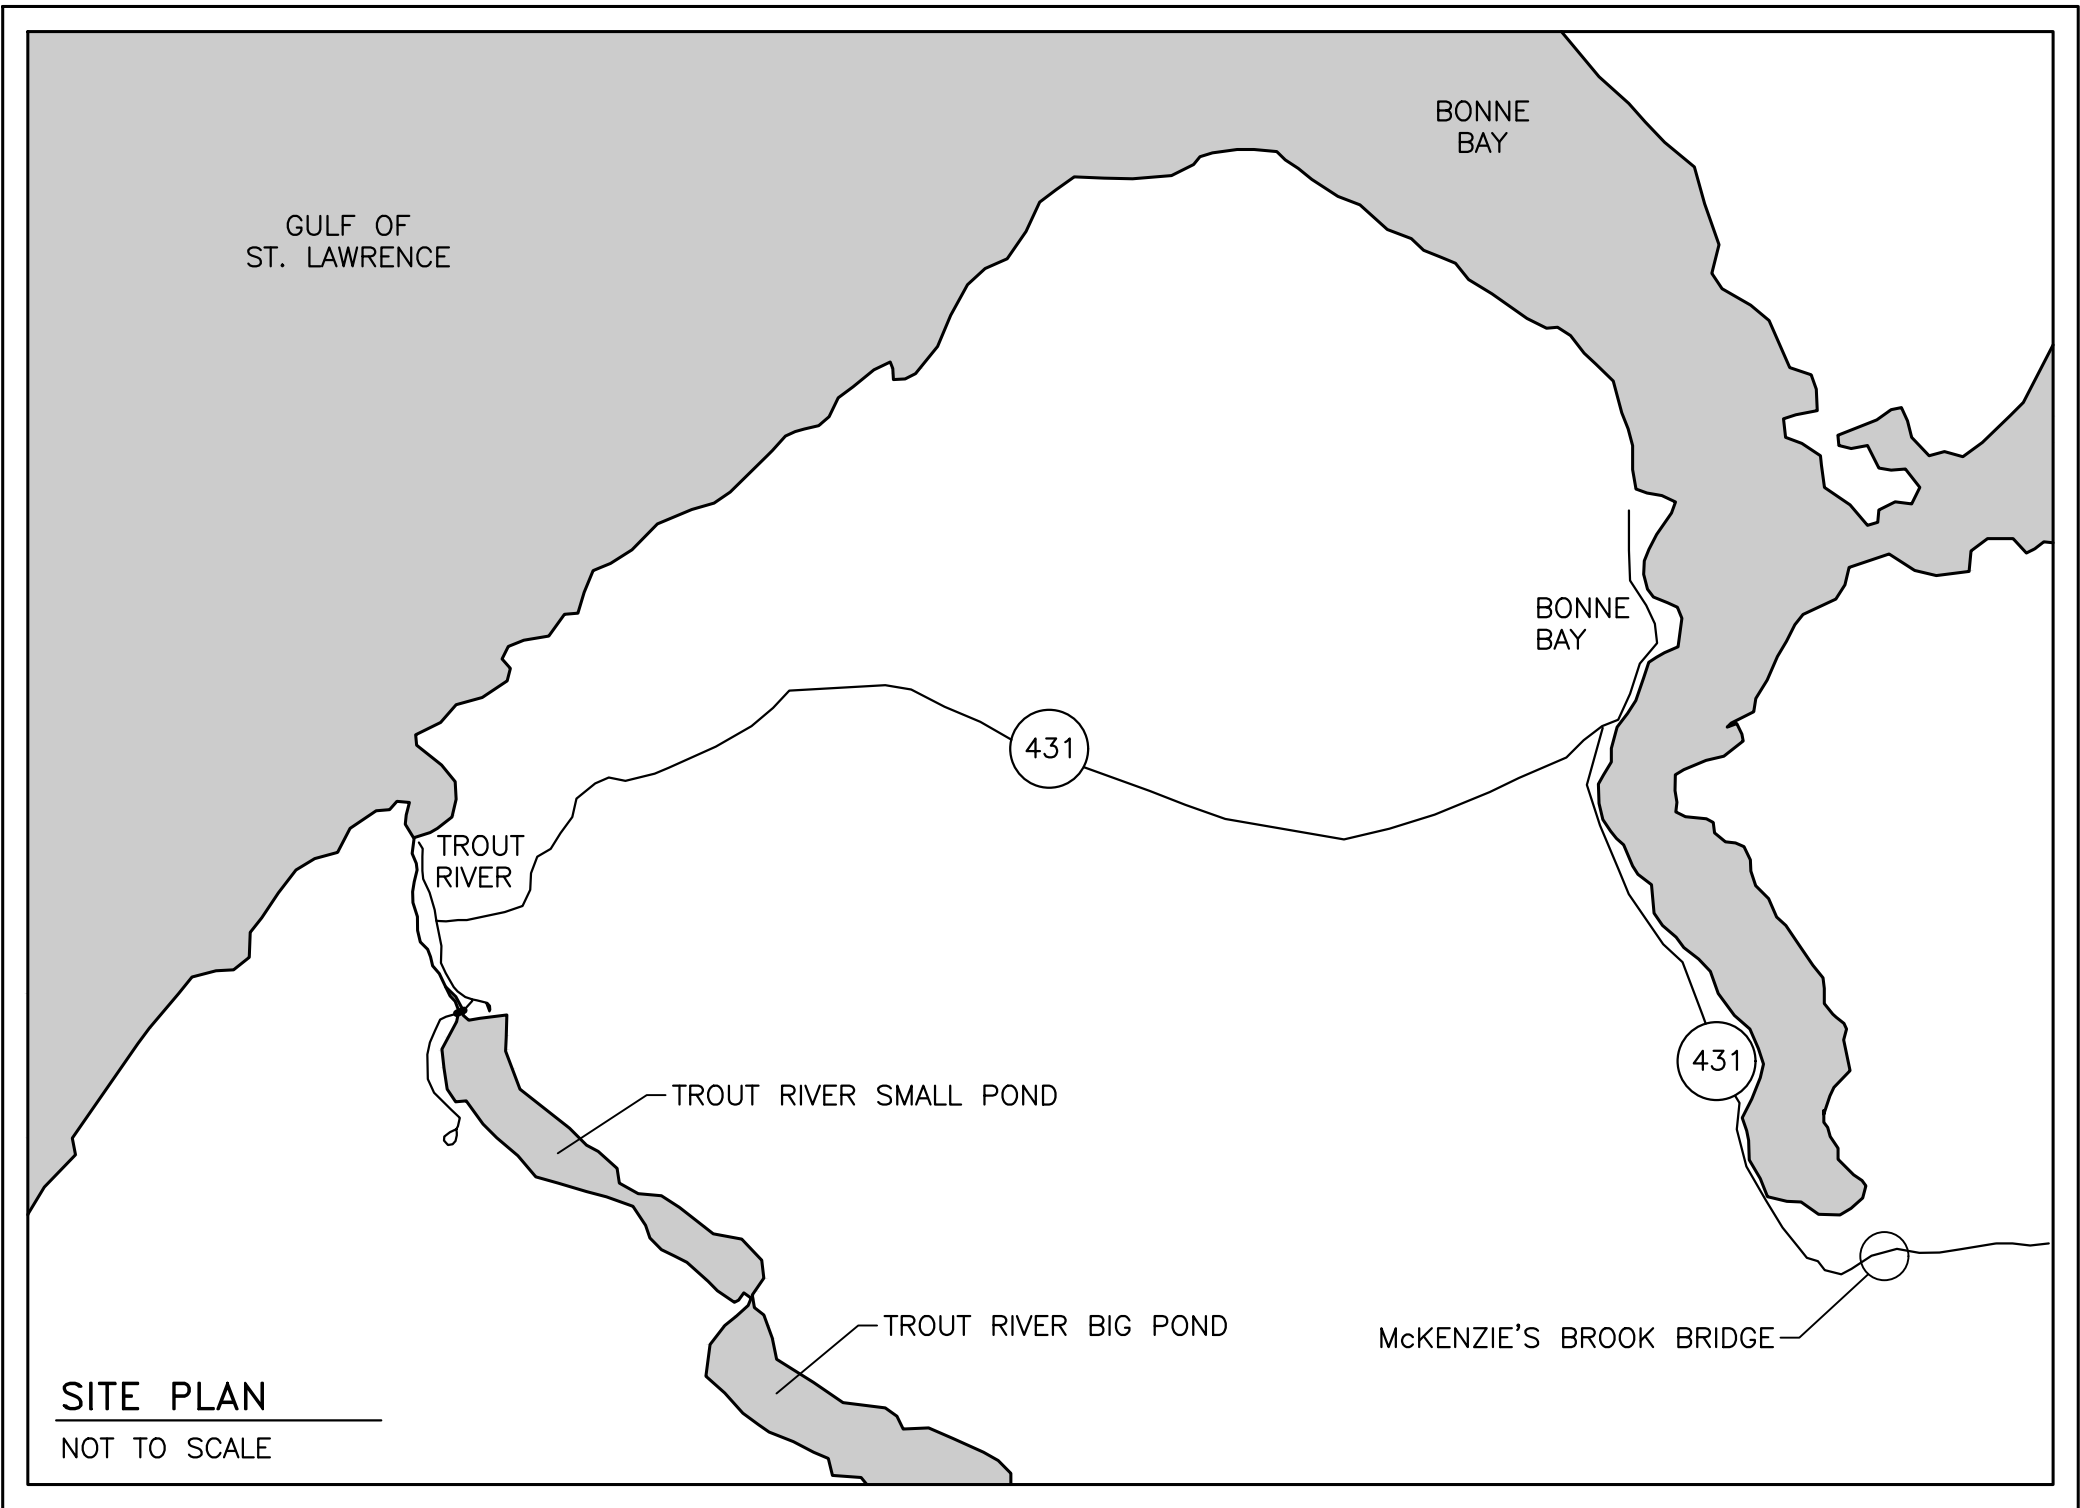 BONNE
BAY
GULF OF
ST. LAWRENCE
BONNE
BAY
431
TROUT
RIVER
431
TROUT RIVER SMALL POND
TROUT RIVER BIG POND
McKENZIE'S BROOK BRIDGE
SITE PLAN
NOT TO SCALE